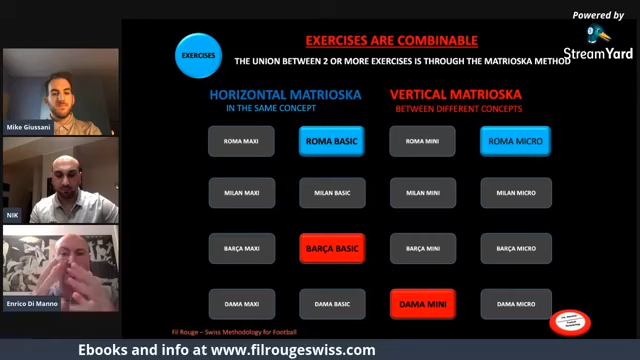 Powered by
StreamYard
EXERCISES
EXERCISES ARE COMBINABLE
THE UNION BETWEEN 2 OR MORE EXERCISES IS THROUGH THE MATRIOSKA METHOD
HORIZONTAL MATRIOSKA
IN THE SAME CONCEPT
VERTICAL MATRIOSKA
BETWEEN DIFFERENT CONCEPTS
ROMA MAXI
ROMA BASIC
ROMA MINI
ROMA MICRO
MILAN MAXI
MILAN BASIC
MILAN MINI
MILAN MICRO
BARÇA MAXI
BARÇA BASIC
BARÇA MINI
BARÇA MICRO
DAMA MAXI
DAMA BASIC
DAMA MINI
DAMA MICRO
Mike Giussani
NIK
Enrico Di Manno
Fil Rouge – Swiss Methodology for Football
Ebooks and info at www.filrougeswiss.com